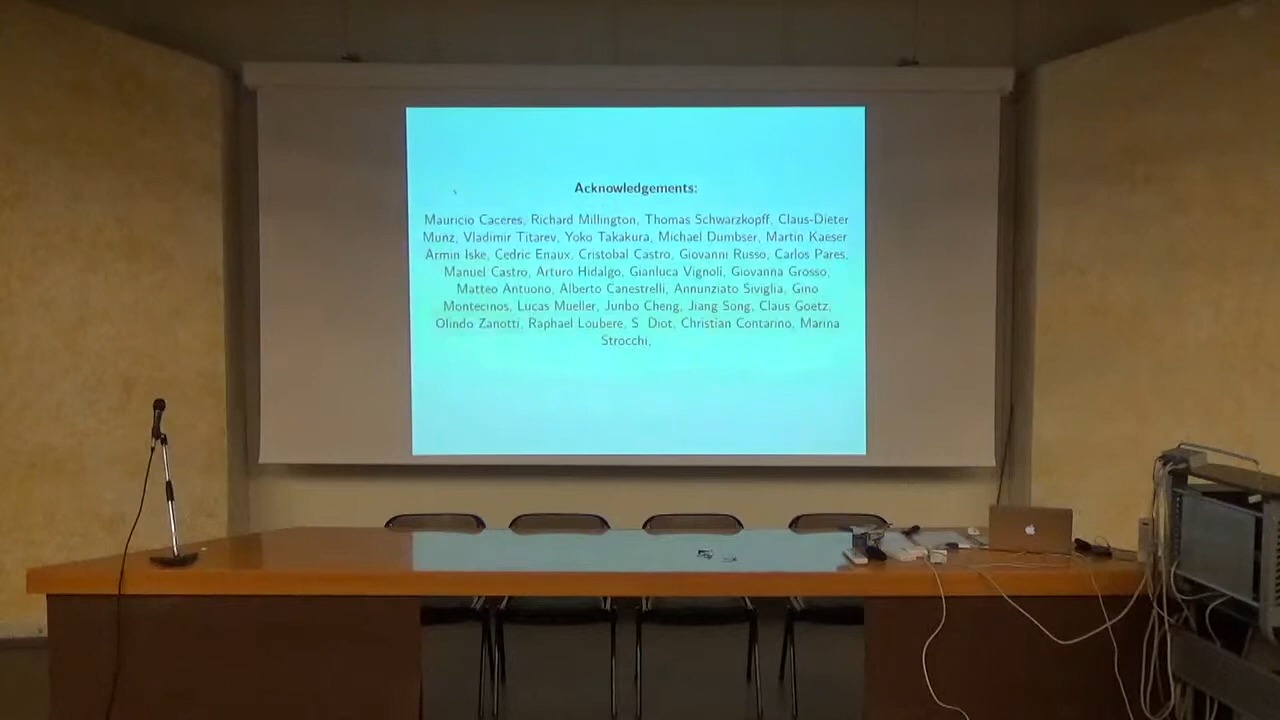 Acknowledgements:
Mauricio Caceres, Richard Millington, Thomas Schwarzkopff, Claus-Dieter
Munz, Vladimir Titarev, Yoko Takakura, Michael Dumbser, Martin Kaeser
Armin Iske, Cedric Enaux, Cristobal Castro, Giovanni Russo, Carlos Pares,
Manuel Castro, Arturo Hidalgo, Gianluca Vignoli, Giovanna Grosso,
Matteo Antuono, Alberto Canestrelli, Annunziato Siviglia, Gino
Montecinos, Lucas Mueller, Junbo Cheng, Jiang Song, Claus Goetz,
Olindo Zanotti, Raphael Loubere, S Diot, Christian Contarino, Marina
Strocchi,